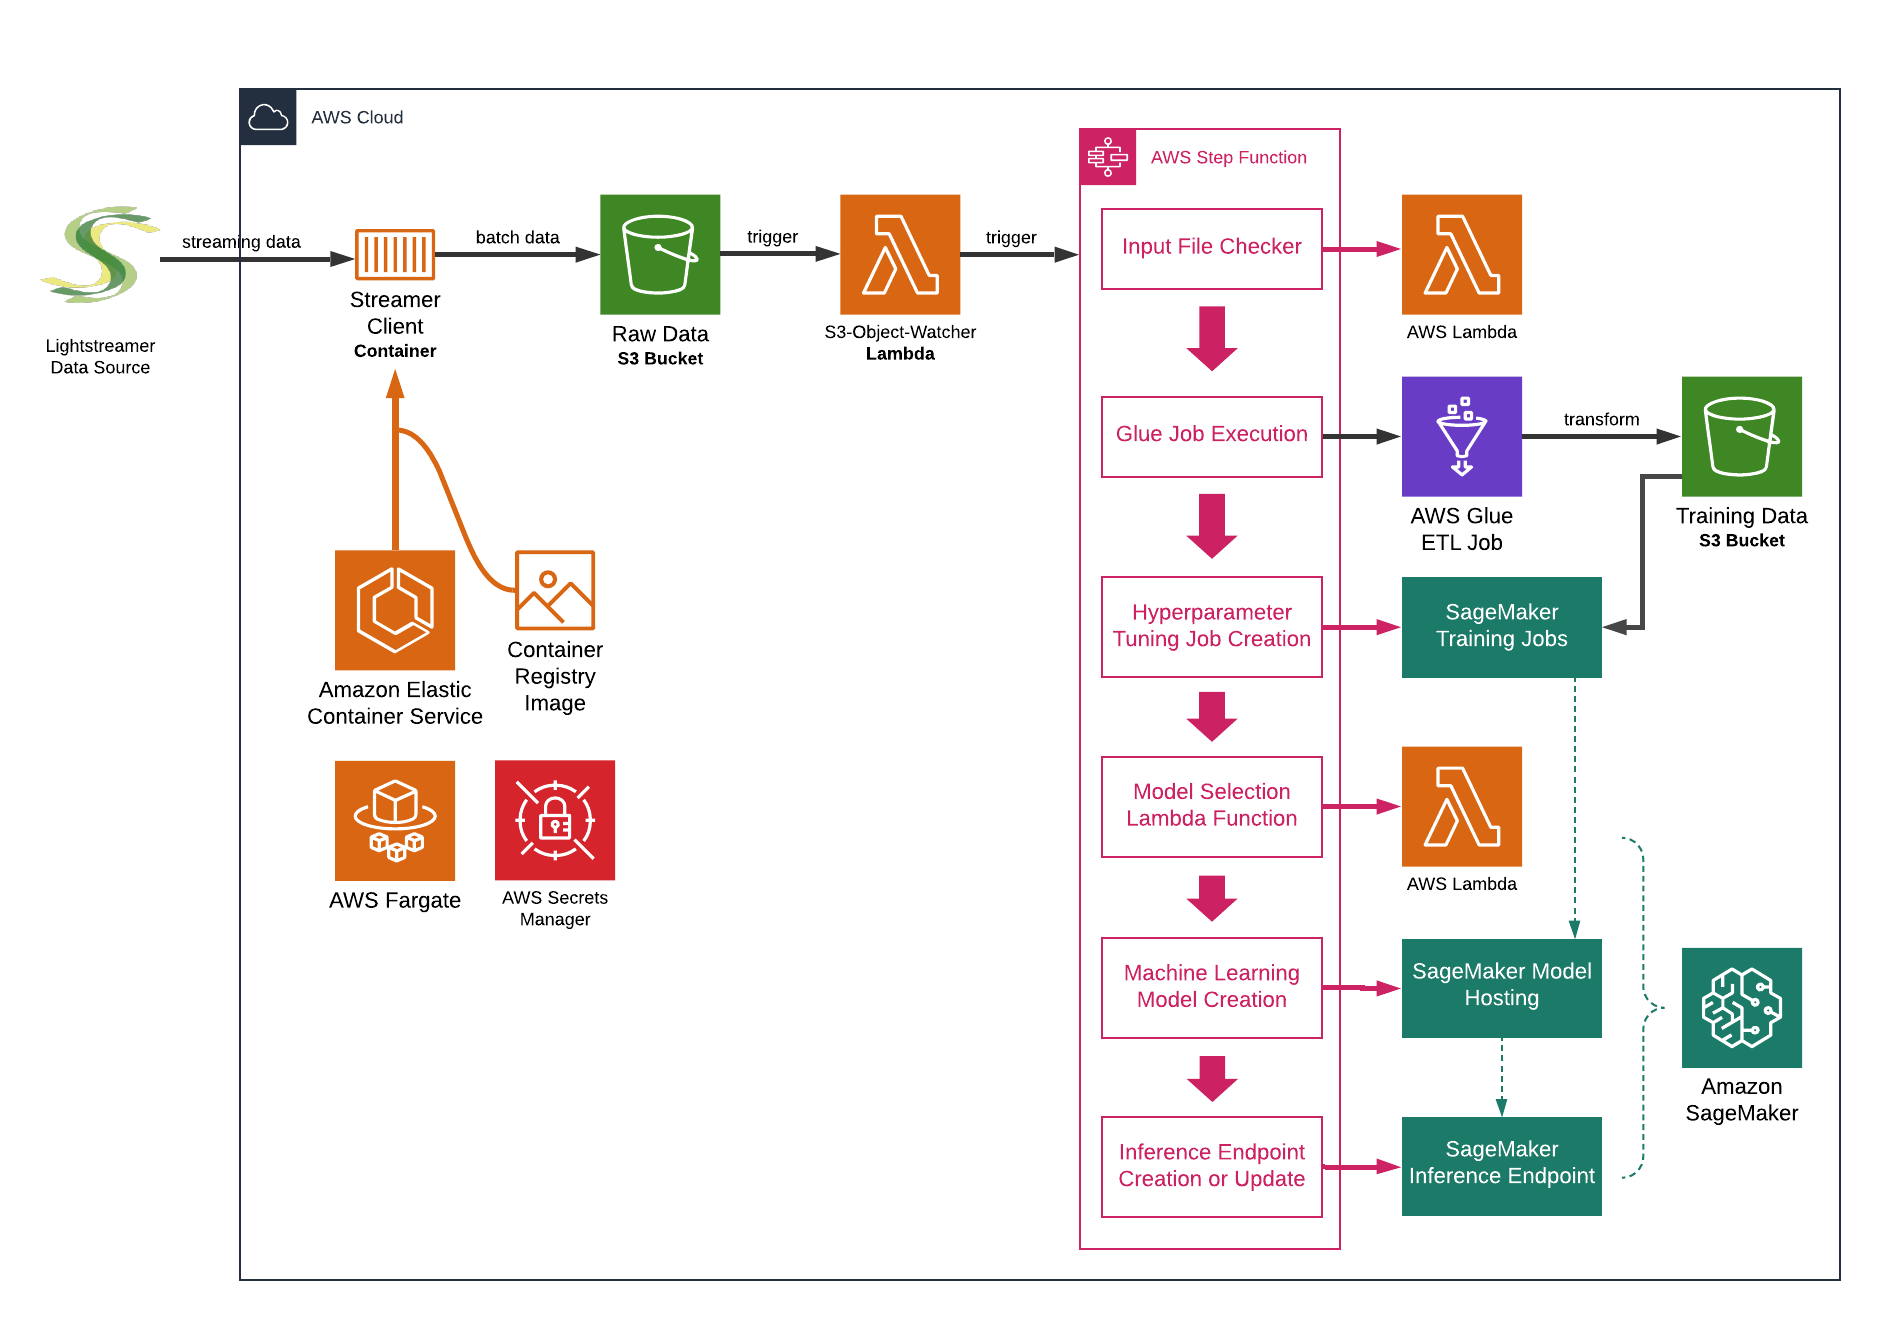 AWS Cloud
AWS Step Function
streaming data
batch data
trigger
trigger
Input File Checker
Streamer
Client
Container
Lightstreamer
Data Source
Raw Data
S3 Bucket
S3-Object-Watcher
Lambda
AWS Lambda
Glue Job Execution
transform
AWS Glue
ETL Job
Training Data
S3 Bucket
Hyperparameter
Tuning Job Creation
SageMaker
Training Jobs
Amazon Elastic
Container Service
Container
Registry
Image
Model Selection
Lambda Function
AWS Lambda
AWS Fargate
AWS Secrets
Manager
Machine Learning
Model Creation
SageMaker Model
Hosting
Amazon
SageMaker
Inference Endpoint
Creation or Update
SageMaker
Inference Endpoint